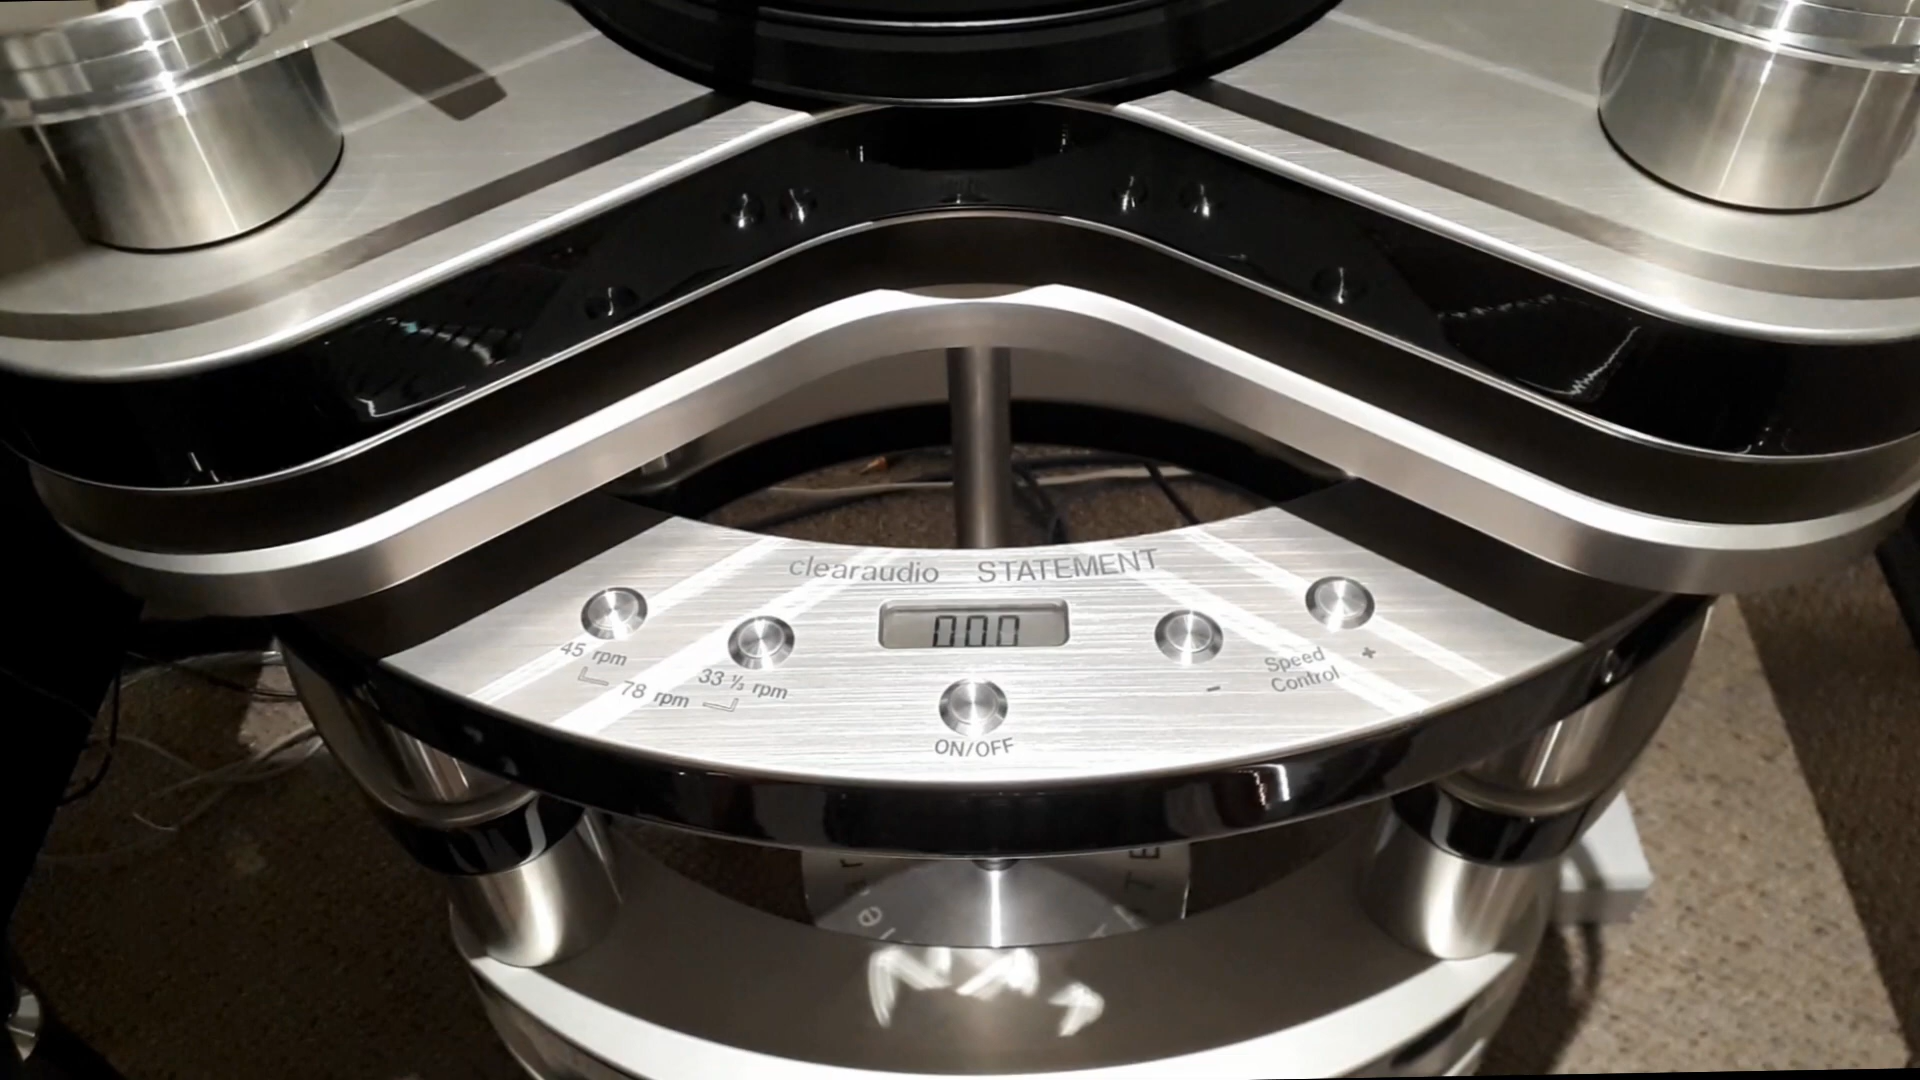 clearaudio STATEMENT
000
45 rpm
33 ⅓ rpm
78 rpm
ON/OFF
-
Speed
Control
+